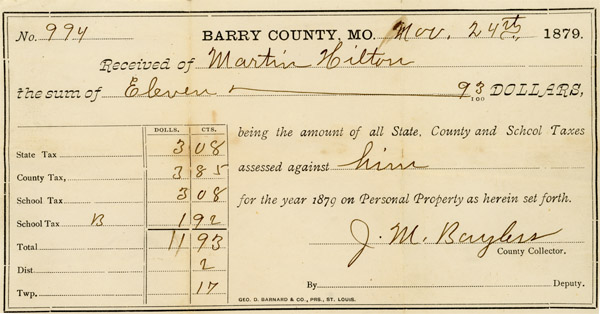 No. 994 BARRY COUNTY, MO. Nov. 24th 1879.
Received of Martin Hilton
the sum of Eleven 93/100 DOLLARS,
DOLLS. CTS.
being the amount of all State, County and School Taxes
State Tax 3 08
assessed against him
County Tax, 3 85
School Tax 3 08
for the year 1879 on Personal Property as herein set forth.
School Tax B 1 92
Total 11 93
J. M. Bayless
County Collector.
Dist 2
Twp. 17
By Deputy.
GEO. D. BARNARD & CO., PRS., ST. LOUIS.